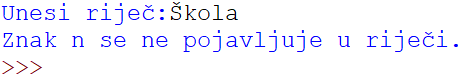 Unesi riječ:Škola
Znak n se ne pojavljuje u riječi.
>>>